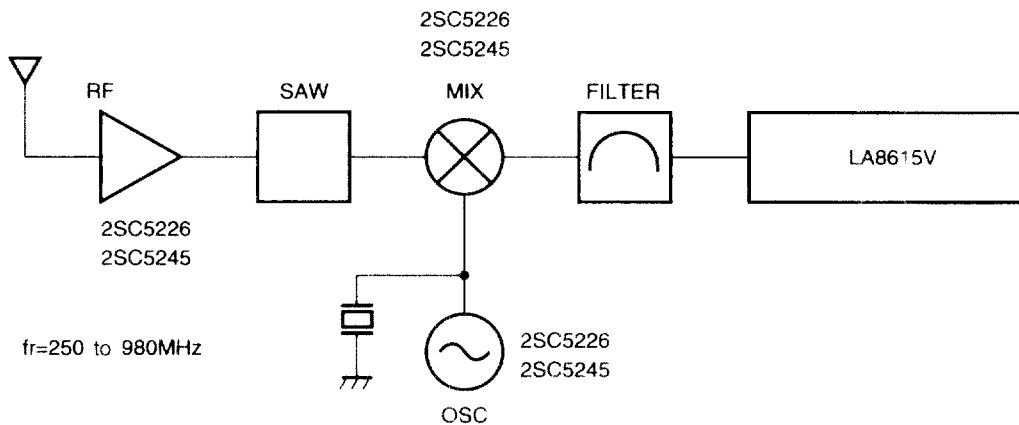 2SC5226
2SC5245
RF
SAW
MIX
FILTER
LA8615V
2SC5226
2SC5245
fr=250 to 980MHz
2SC5226
2SC5245
OSC